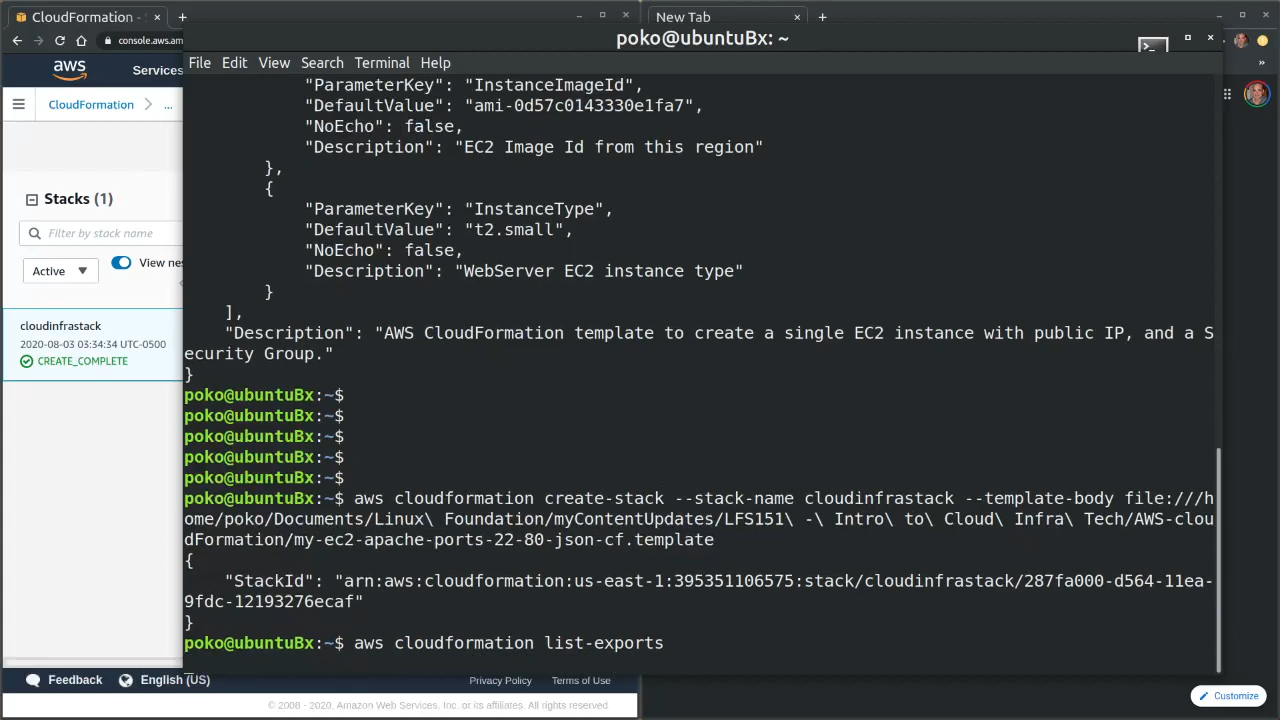 CloudFormation -
New Tab
console.aws.am
poko@ubuntuBx: ~
aws
Services
File Edit View Search Terminal Help
CloudFormation ...
Stacks (1)
Filter by stack name
Active
View nes
cloudinfrastack
2020-08-03 03:34:34 UTC-0500
CREATE_COMPLETE
"ParameterKey": "InstanceImageId",
"DefaultValue": "ami-0d57c0143330e1fa7",
"NoEcho": false,
"Description": "EC2 Image Id from this region"
},
{
"ParameterKey": "InstanceType",
"DefaultValue": "t2.small",
"NoEcho": false,
"Description": "WebServer EC2 instance type"
}
],
"Description": "AWS CloudFormation template to create a single EC2 instance with public IP, and a S
ecurity Group."
}
poko@ubuntuBx:~$
poko@ubuntuBx:~$
poko@ubuntuBx:~$
poko@ubuntuBx:~$
poko@ubuntuBx:~$
poko@ubuntuBx:~$ aws cloudformation create-stack --stack-name cloudinfrastack --template-body file:///h
ome/poko/Documents/Linux\ Foundation/myContentUpdates/LFS151\ -\ Intro\ to\ Cloud\ Infra\ Tech/AWS-clou
dFormation/my-ec2-apache-ports-22-80-json-cf.template
{
"StackId": "arn:aws:cloudformation:us-east-1:395351106575:stack/cloudinfrastack/287fa000-d564-11ea-
9fdc-12193276ecaf"
}
poko@ubuntuBx:~$ aws cloudformation list-exports
Feedback English (US) Privacy Policy Terms of Use
© 2008 - 2020, Amazon Web Services, Inc. or its affiliates. All rights reserved.
Customize